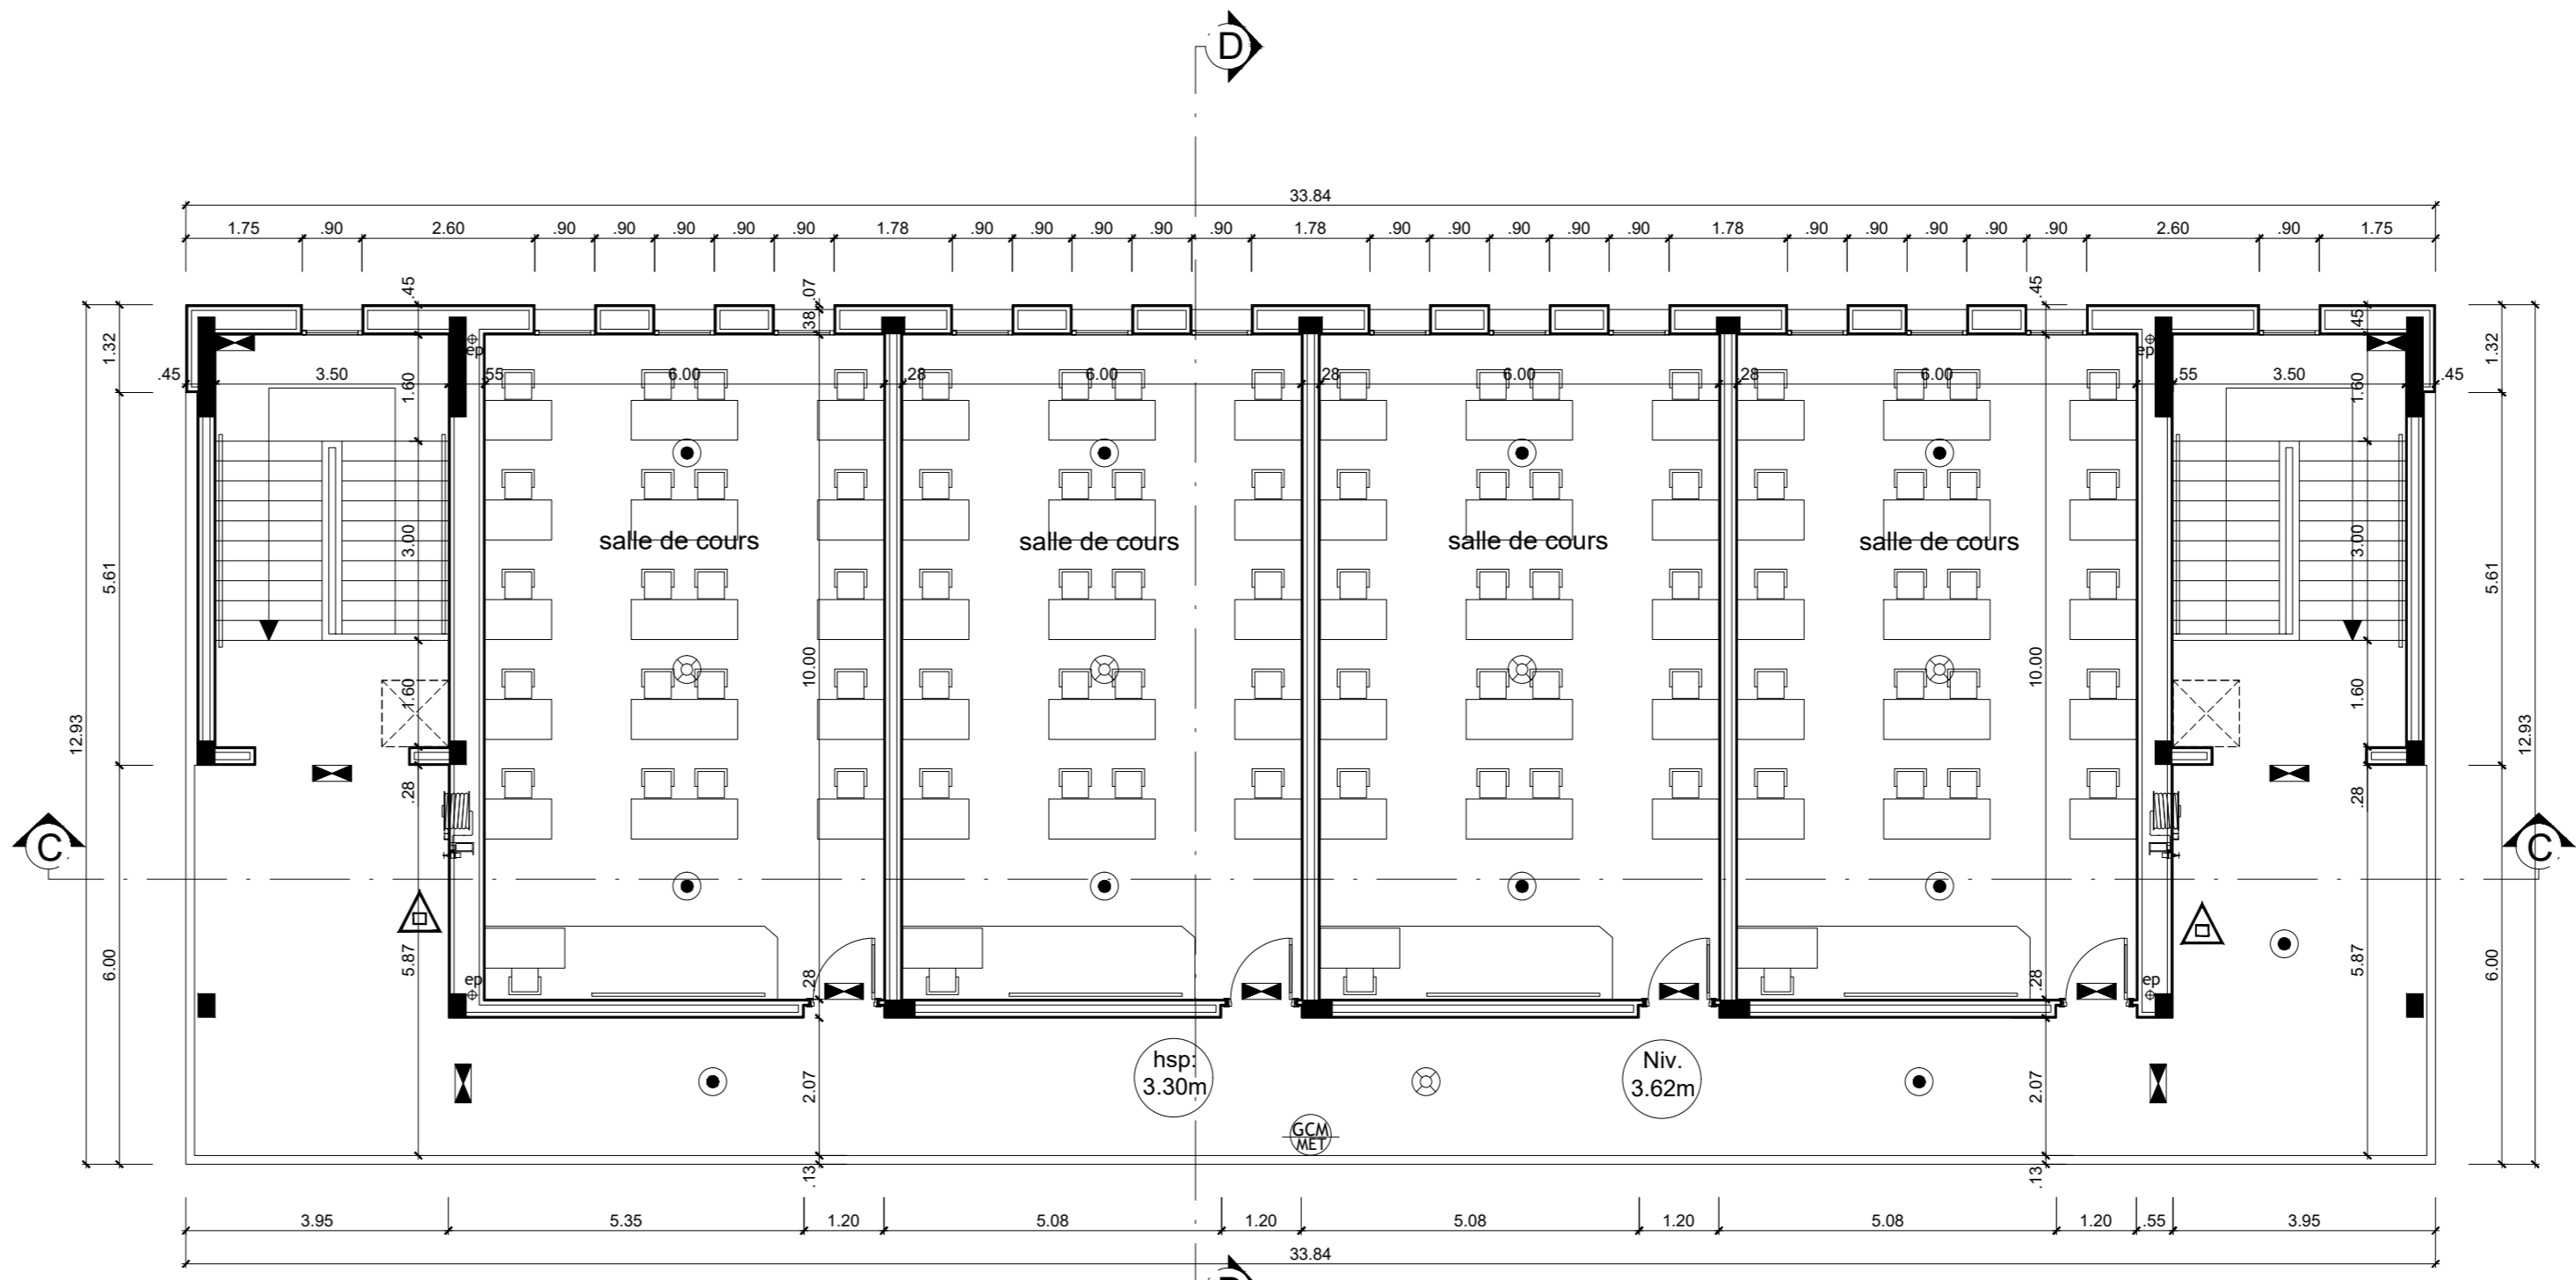 D
33.84
1.75 .90 2.60 .90 .90 .90 .90 .90 1.78 .90 .90 .90 .90 .90 1.78 .90 .90 .90 .90 .90 1.78 .90 .90 .90 .90 .90 2.60 .90 1.75
.45 .07 .45
.38 .45
1.32 1.32
ep ep
.45 3.50 .55 6.00 .28 6.00 .28 6.00 .28 6.00 .55 3.50 .45
1.60 1.60
3.00 3.00
salle de cours salle de cours salle de cours salle de cours
5.61 5.61
10.00 10.00
1.60 1.60
12.93 12.93
.28 .28
C C
6.00 5.87 5.87 6.00
ep .28 .28 ep
hsp: Niv.
3.30m 3.62m
2.07 2.07
GCM
MET
.13 .13
3.95 5.35 1.20 5.08 1.20 5.08 1.20 5.08 1.20 .55 3.95
33.84